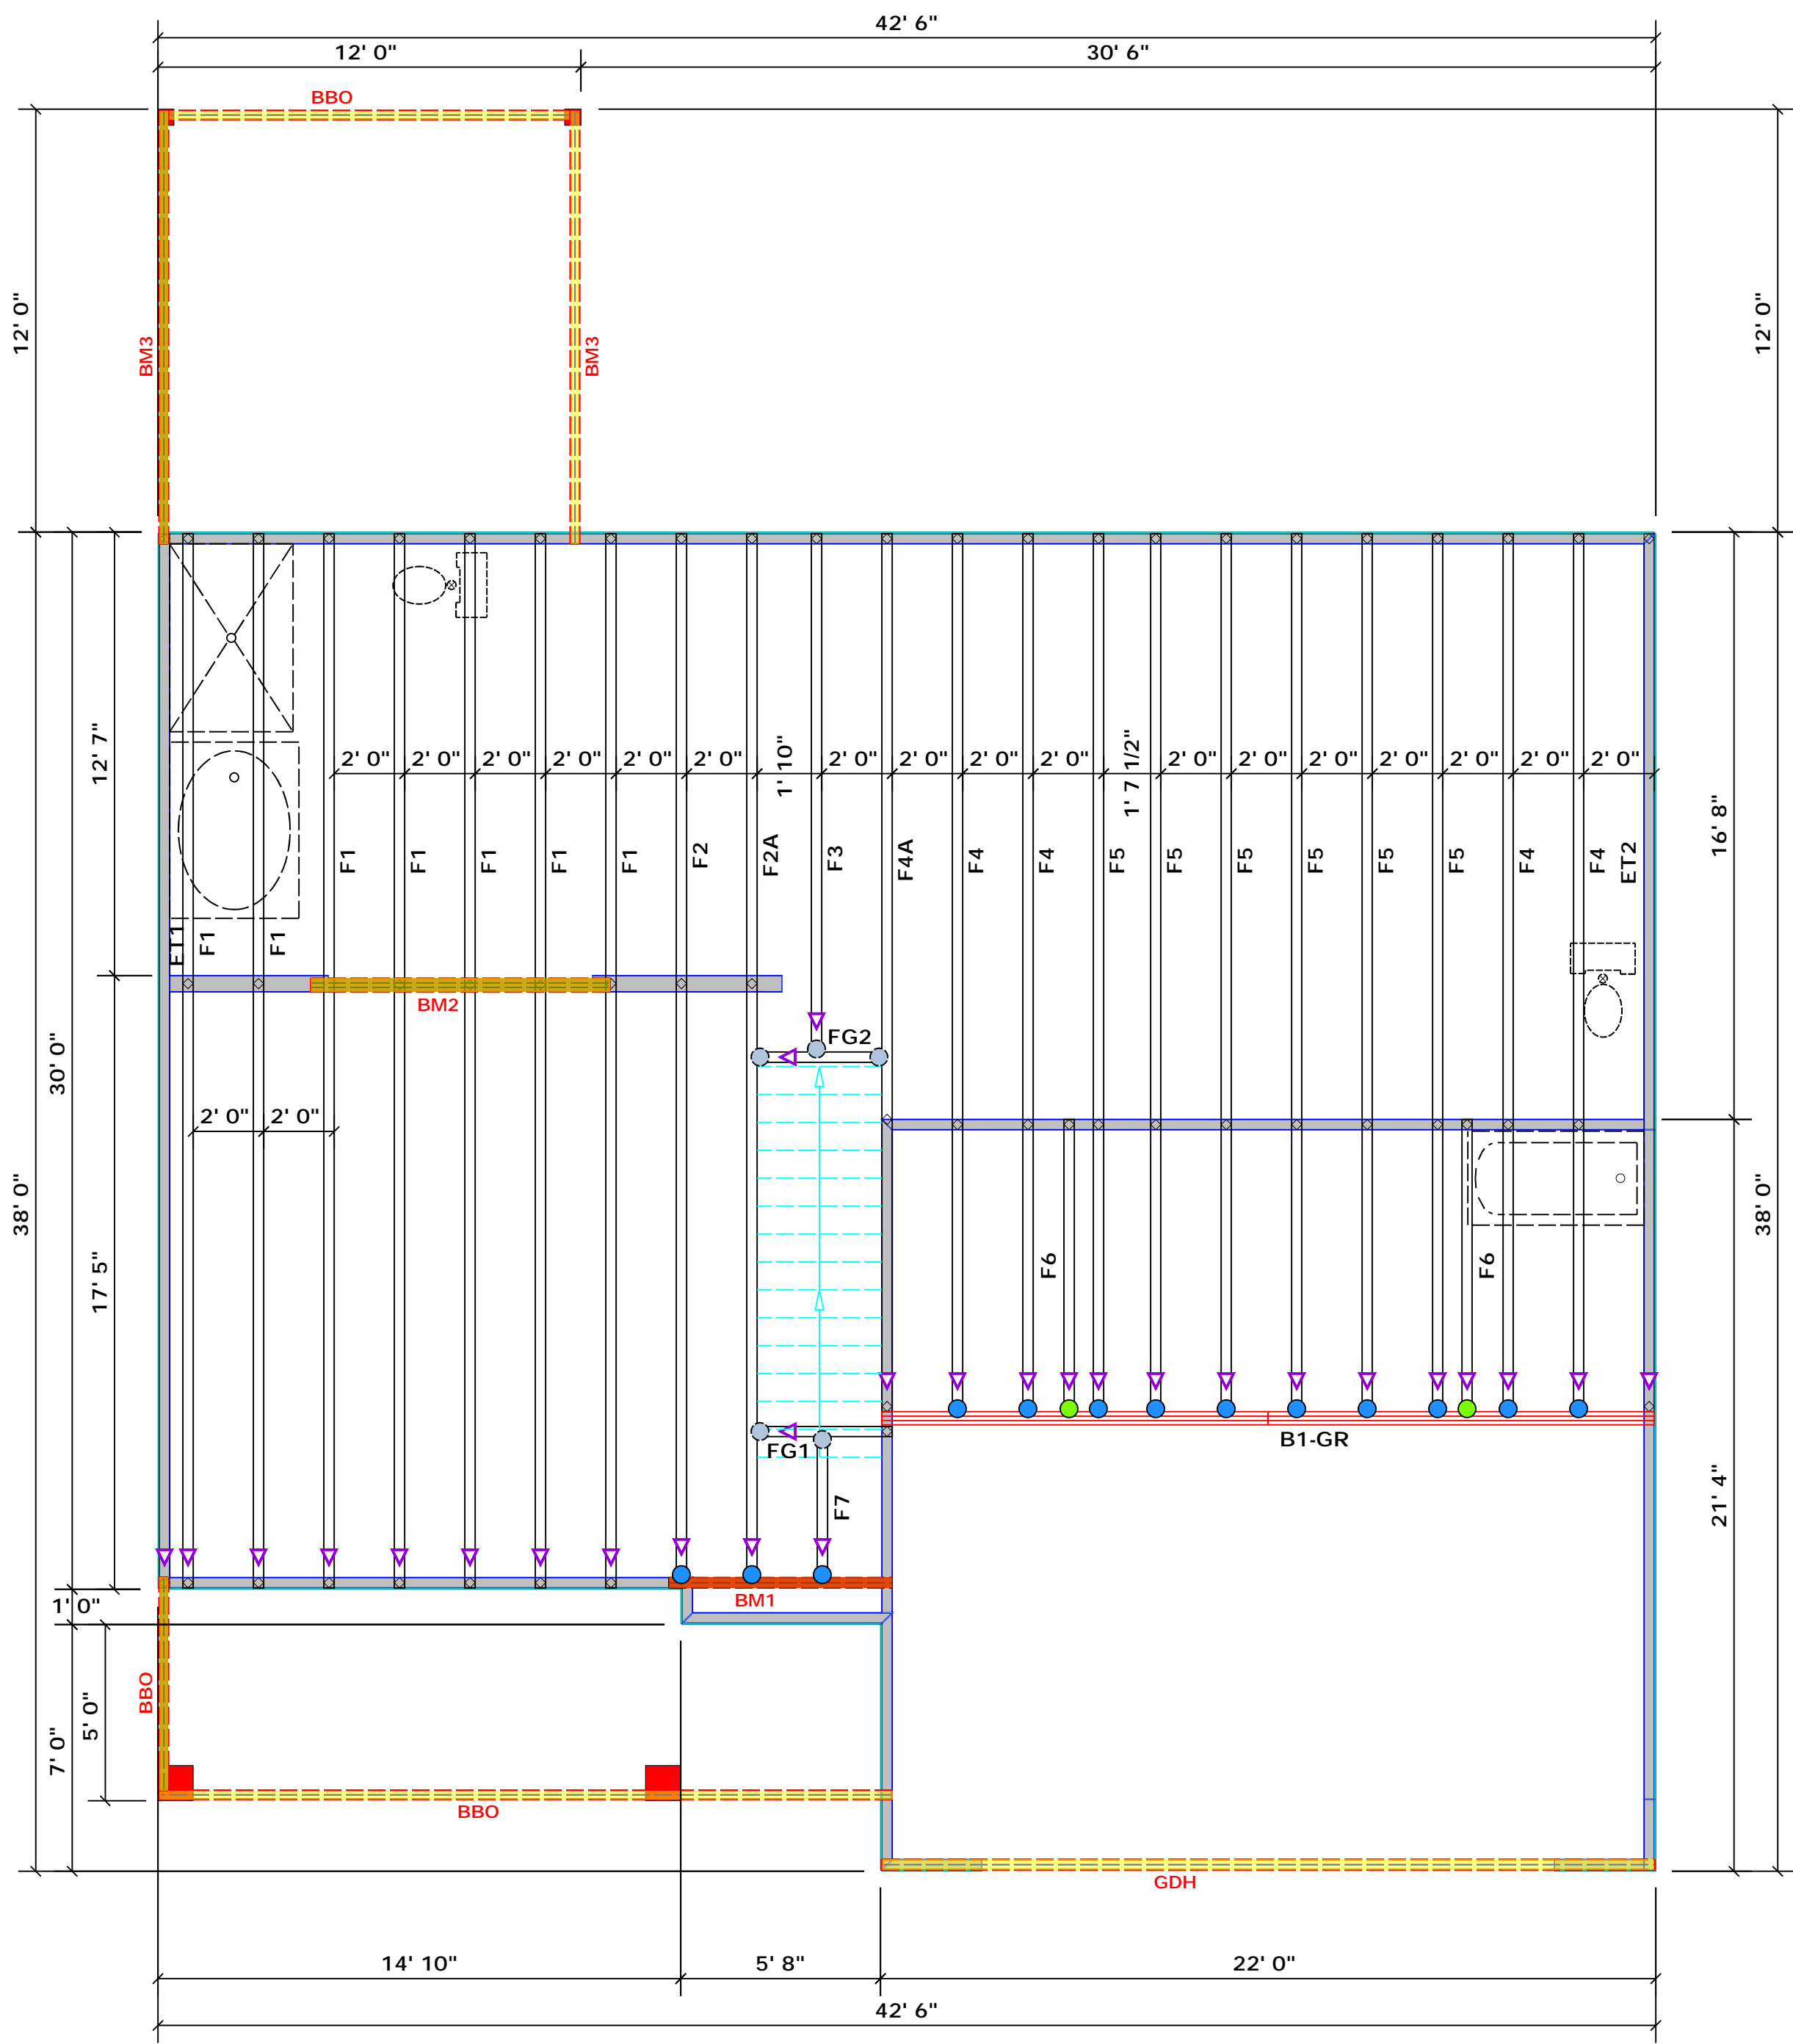 42' 6"
12' 0"
30' 6"
BBO
12' 0"
BM3
BM3
12' 0"
12' 7"
2' 0"
2' 0"
2' 0"
2' 0"
2' 0"
2' 0"
1' 10"
2' 0"
2' 0"
2' 0"
2' 0"
1' 7 1/2"
2' 0"
2' 0"
2' 0"
2' 0"
2' 0"
2' 0"
2' 0"
16' 8"
ET1
F1
F1
F1
F1
F1
F1
F1
F2
F2A
F3
F4A
F4
F4
F5
F5
F5
F5
F5
F5
F4
F4
ET2
BM2
FG2
30' 0"
38' 0"
2' 0"
2' 0"
38' 0"
17' 5"
F6
F6
FG1
B1-GR
F7
21' 4"
1' 0"
BM1
BBO
5' 0"
7' 0"
BBO
GDH
14' 10"
5' 8"
22' 0"
42' 6"